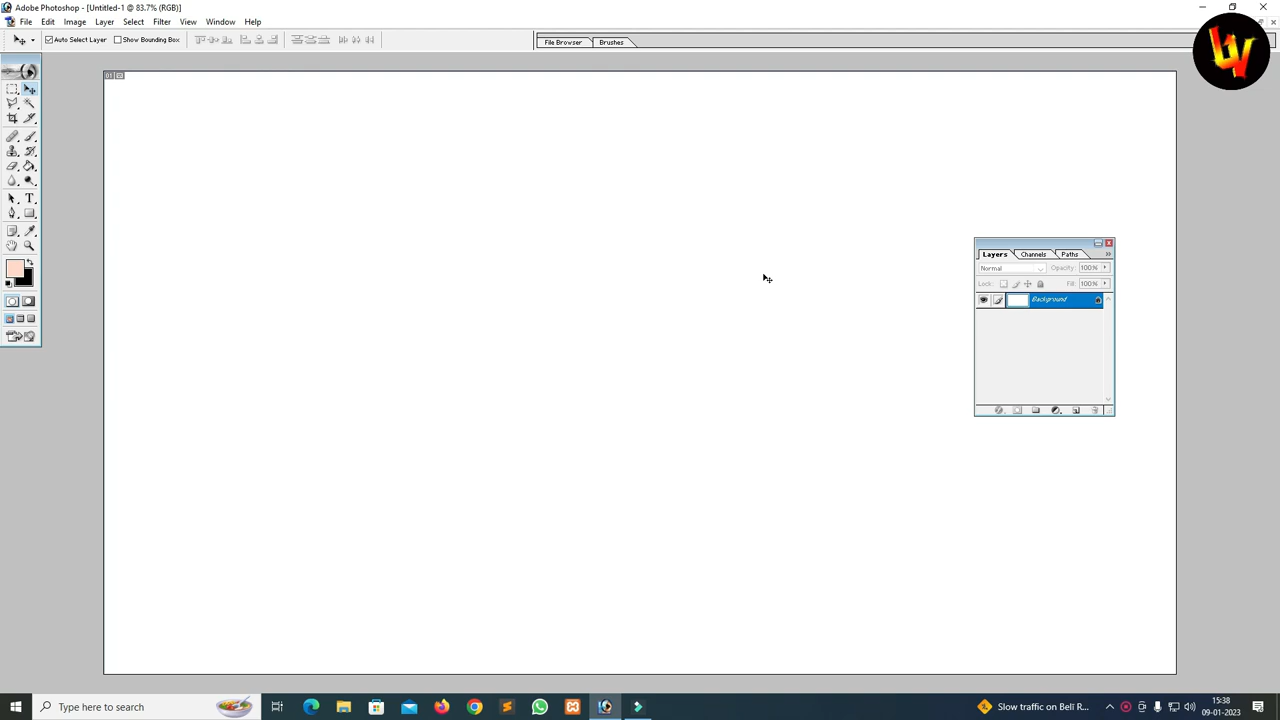 Adobe Photoshop - [Untitled-1 @ 83.7% (RGB)]
File Edit Image Layer Select Filter View Window Help
Auto Select Layer Show Bounding Box File Browser Brushes
01
Layers Channels Paths
Normal Opacity: 100%
Lock: Fill: 100%
Background
T
Type here to search
Slow traffic on Beli R...
15:38
09-01-2023